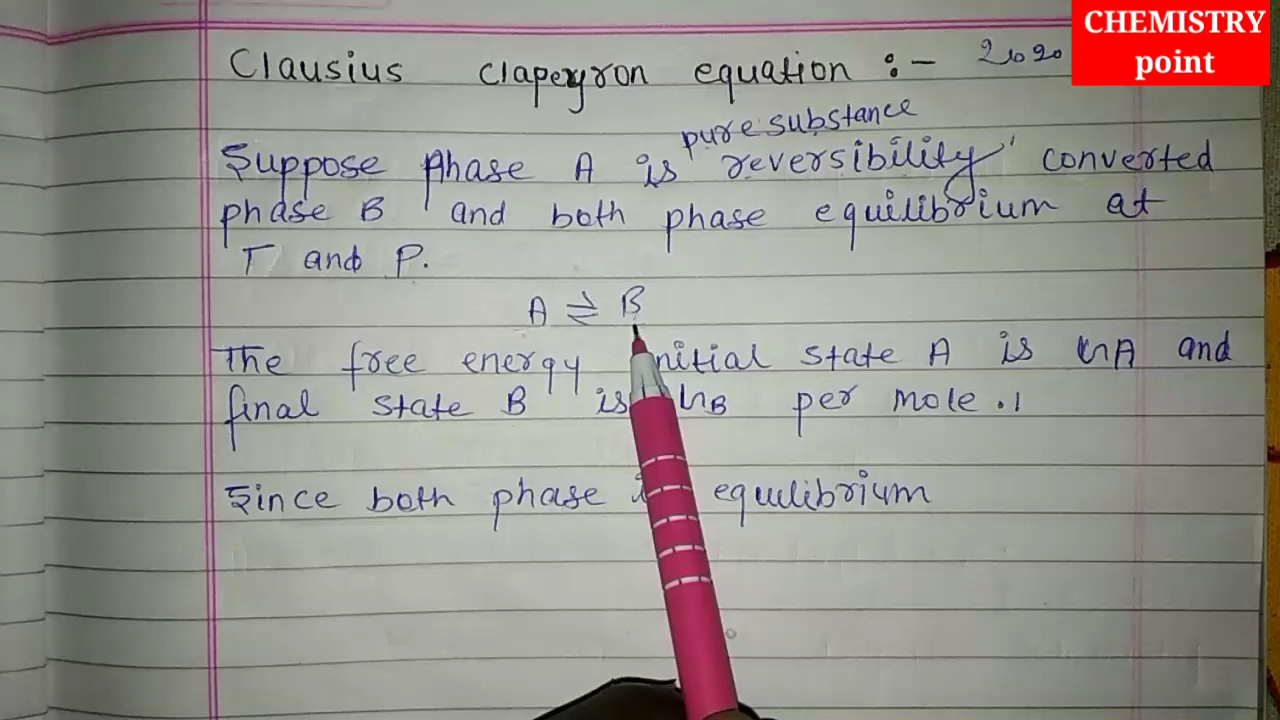 CHEMISTRY
point
Clausius clapeyron equation :- 2020
pure substance
Suppose phase A is reversibility converted
phase B and both phase equilibrium at
T and P.
A ⇌ B
The free energy initial state A is GA and
final state B is GB per mole.
Since both phase equilibrium